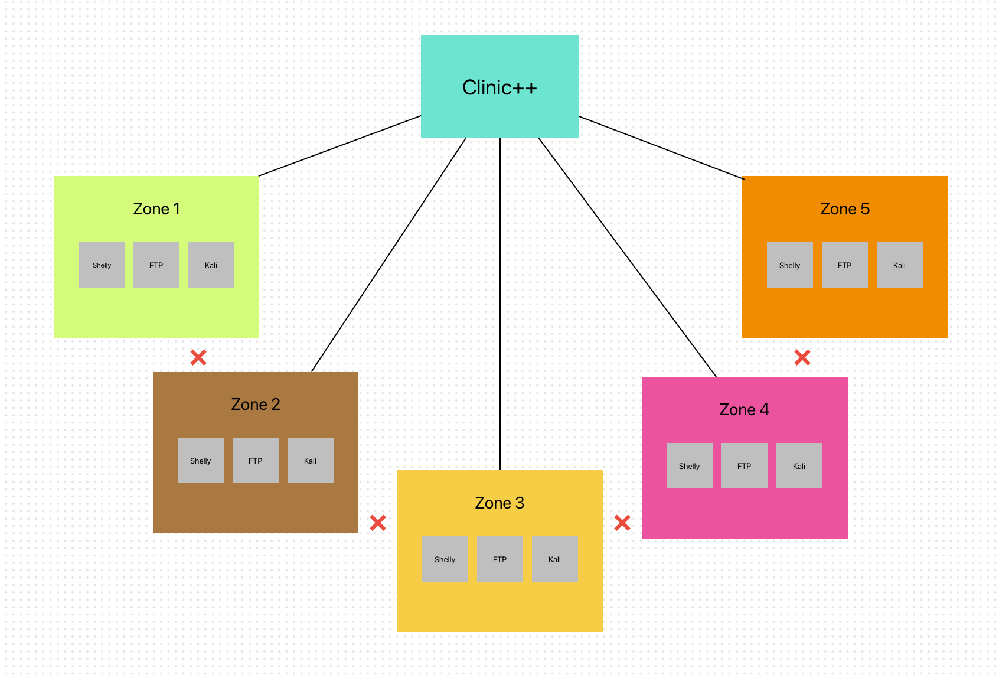 Clinic++
Zone 1
Shelly
FTP
Kali
Zone 5
Shelly
FTP
Kali
Zone 2
Shelly
FTP
Kali
Zone 4
Shelly
FTP
Kali
Zone 3
Shelly
FTP
Kali